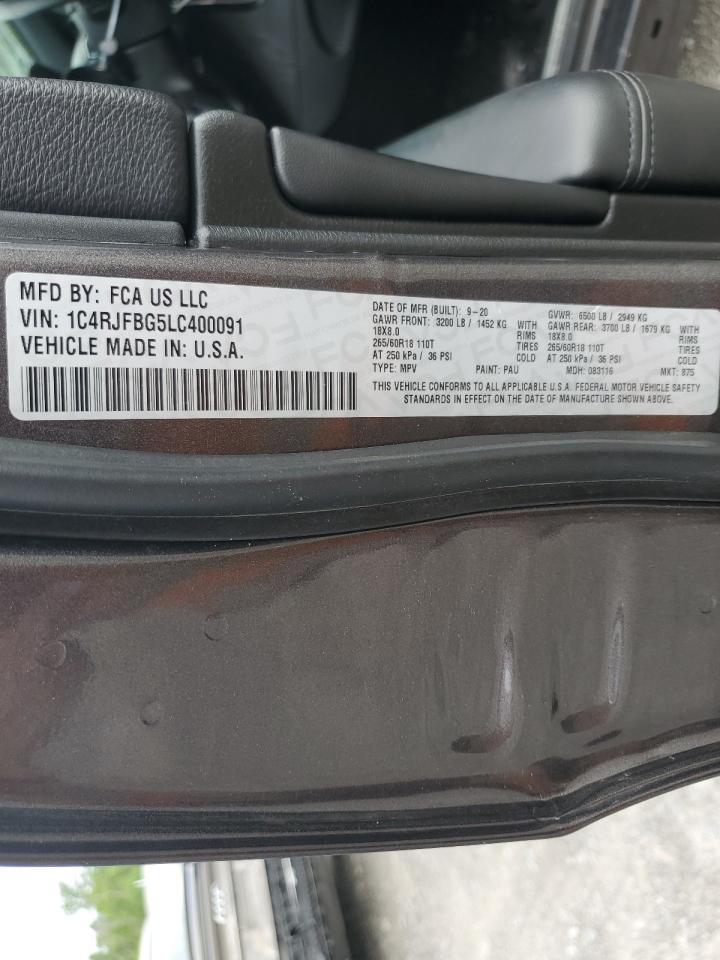 MFD BY: FCA US LLC
VIN: 1C4RJFBG5LC400091
VEHICLE MADE IN: U.S.A.
DATE OF MFR (BUILT): 9-20 GVWR: 6500 LB / 2949 KG
GAWR FRONT: 3200 LB / 1452 KG WITH GAWR REAR: 3700 LB / 1679 KG WITH
18X8.0 RIMS 18X8.0 RIMS
265/60R18 110T TIRES 265/60R18 110T TIRES
AT 250 kPa / 36 PSI COLD AT 250 kPa / 36 PSI COLD
TYPE: MPV PAINT: PAU MDH: 083116 MKT: 875
THIS VEHICLE CONFORMS TO ALL APPLICABLE U.S.A. FEDERAL MOTOR VEHICLE SAFETY
STANDARDS IN EFFECT ON THE DATE OF MANUFACTURE SHOWN ABOVE.